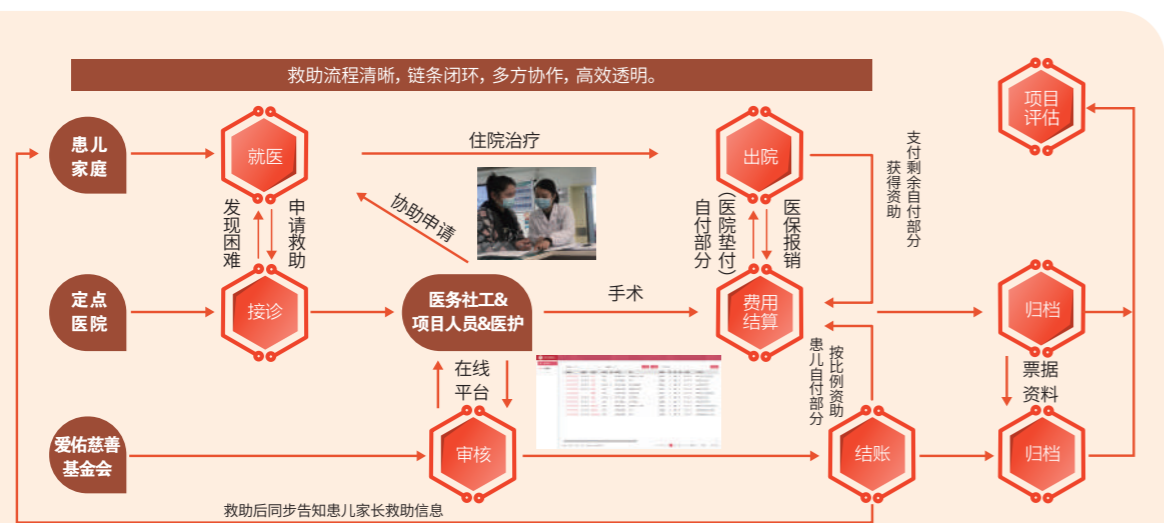 救助流程清晰，链条闭环，多方协作，高效透明。
患儿
家庭
就医
住院治疗
出院
项目
评估
支付剩余自付部分
获得资助
发现困难
申请救助
协助申请
自付部分
（医院垫付）
医保报销
定点
医院
接诊
医务社工&
项目人员&医护
手术
费用
结算
归档
在线
平台
患儿自付部分
按比例资助
票据
资料
爱佑慈善
基金会
审核
结账
归档
救助后同步告知患儿家长救助信息